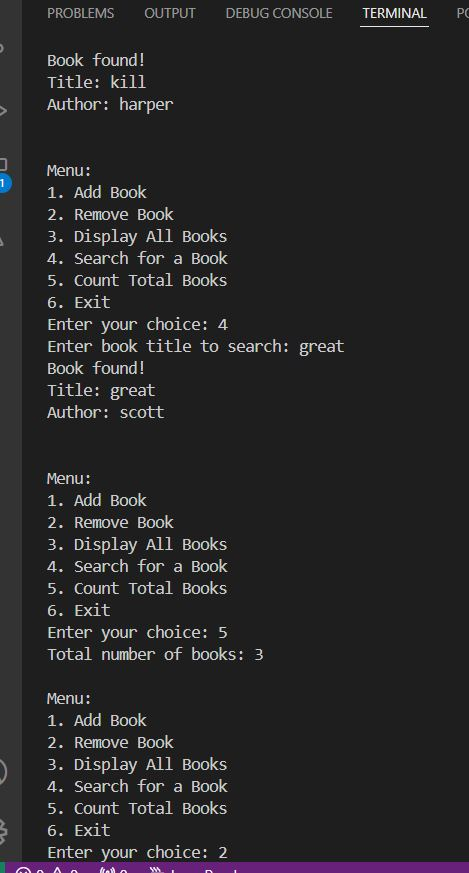 PROBLEMS OUTPUT DEBUG CONSOLE TERMINAL
Book found!
Title: kill
Author: harper
Menu:
1. Add Book
2. Remove Book
3. Display All Books
4. Search for a Book
5. Count Total Books
6. Exit
Enter your choice: 4
Enter book title to search: great
Book found!
Title: great
Author: scott
Menu:
1. Add Book
2. Remove Book
3. Display All Books
4. Search for a Book
5. Count Total Books
6. Exit
Enter your choice: 5
Total number of books: 3
Menu:
1. Add Book
2. Remove Book
3. Display All Books
4. Search for a Book
5. Count Total Books
6. Exit
Enter your choice: 2